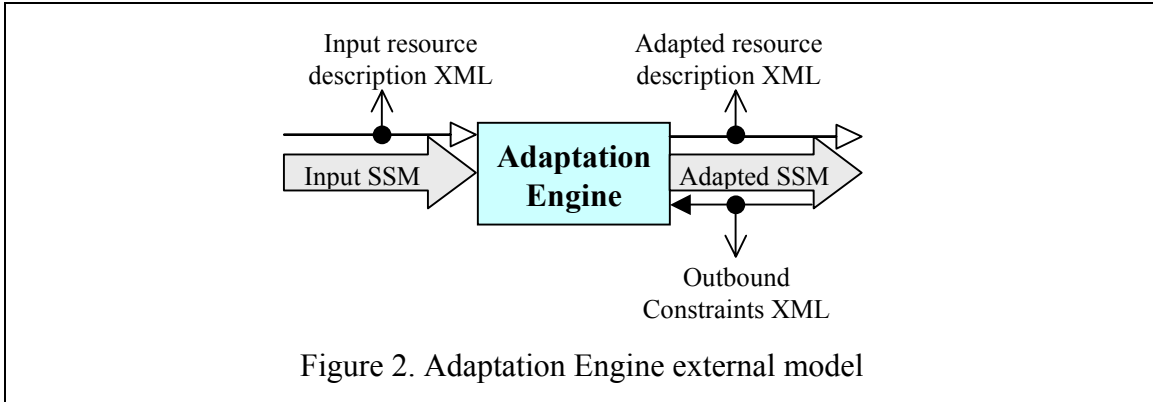 Input resource
description XML
Adapted resource
description XML
Input SSM
Adaptation
Engine
Adapted SSM
Outbound
Constraints XML
Figure 2. Adaptation Engine external model